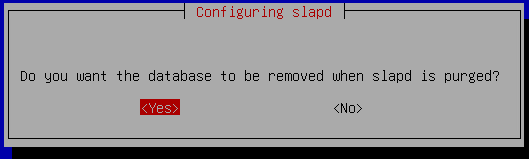 Configuring slapd
Do you want the database to be removed when slapd is purged?
<Yes> <No>